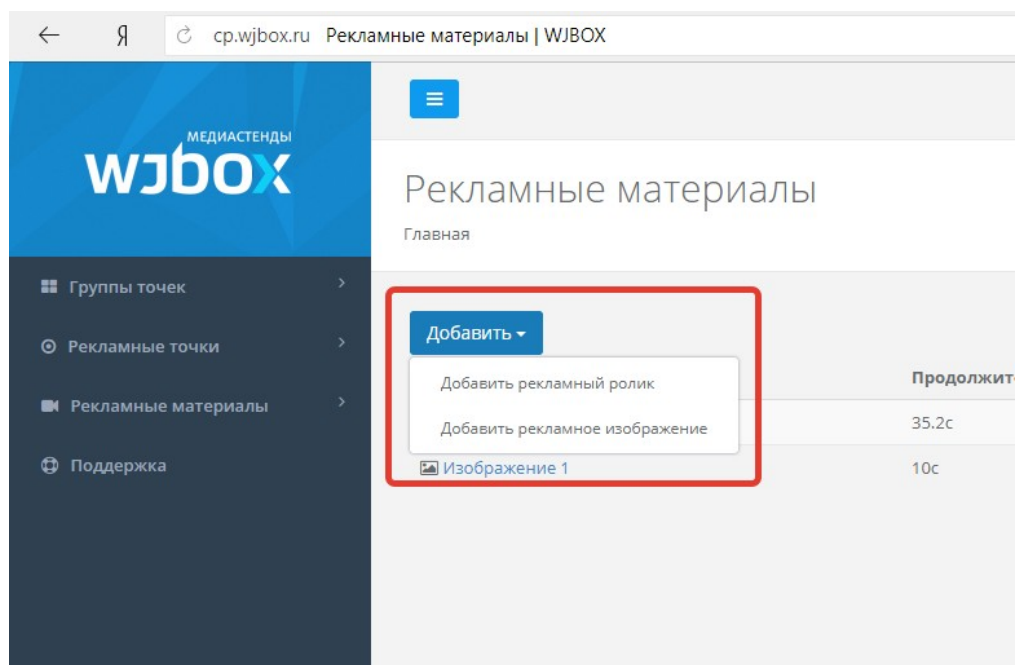 Я cp.wjbox.ru Рекламные материалы | WJBOX
МЕДИАСТЕНДЫ
wjbox
Рекламные материалы
Главная
Группы точек
Рекламные точки
Рекламные материалы
Поддержка
Добавить
Добавить рекламный ролик
Добавить рекламное изображение
Продолжит
35.2с
Изображение 1
10с